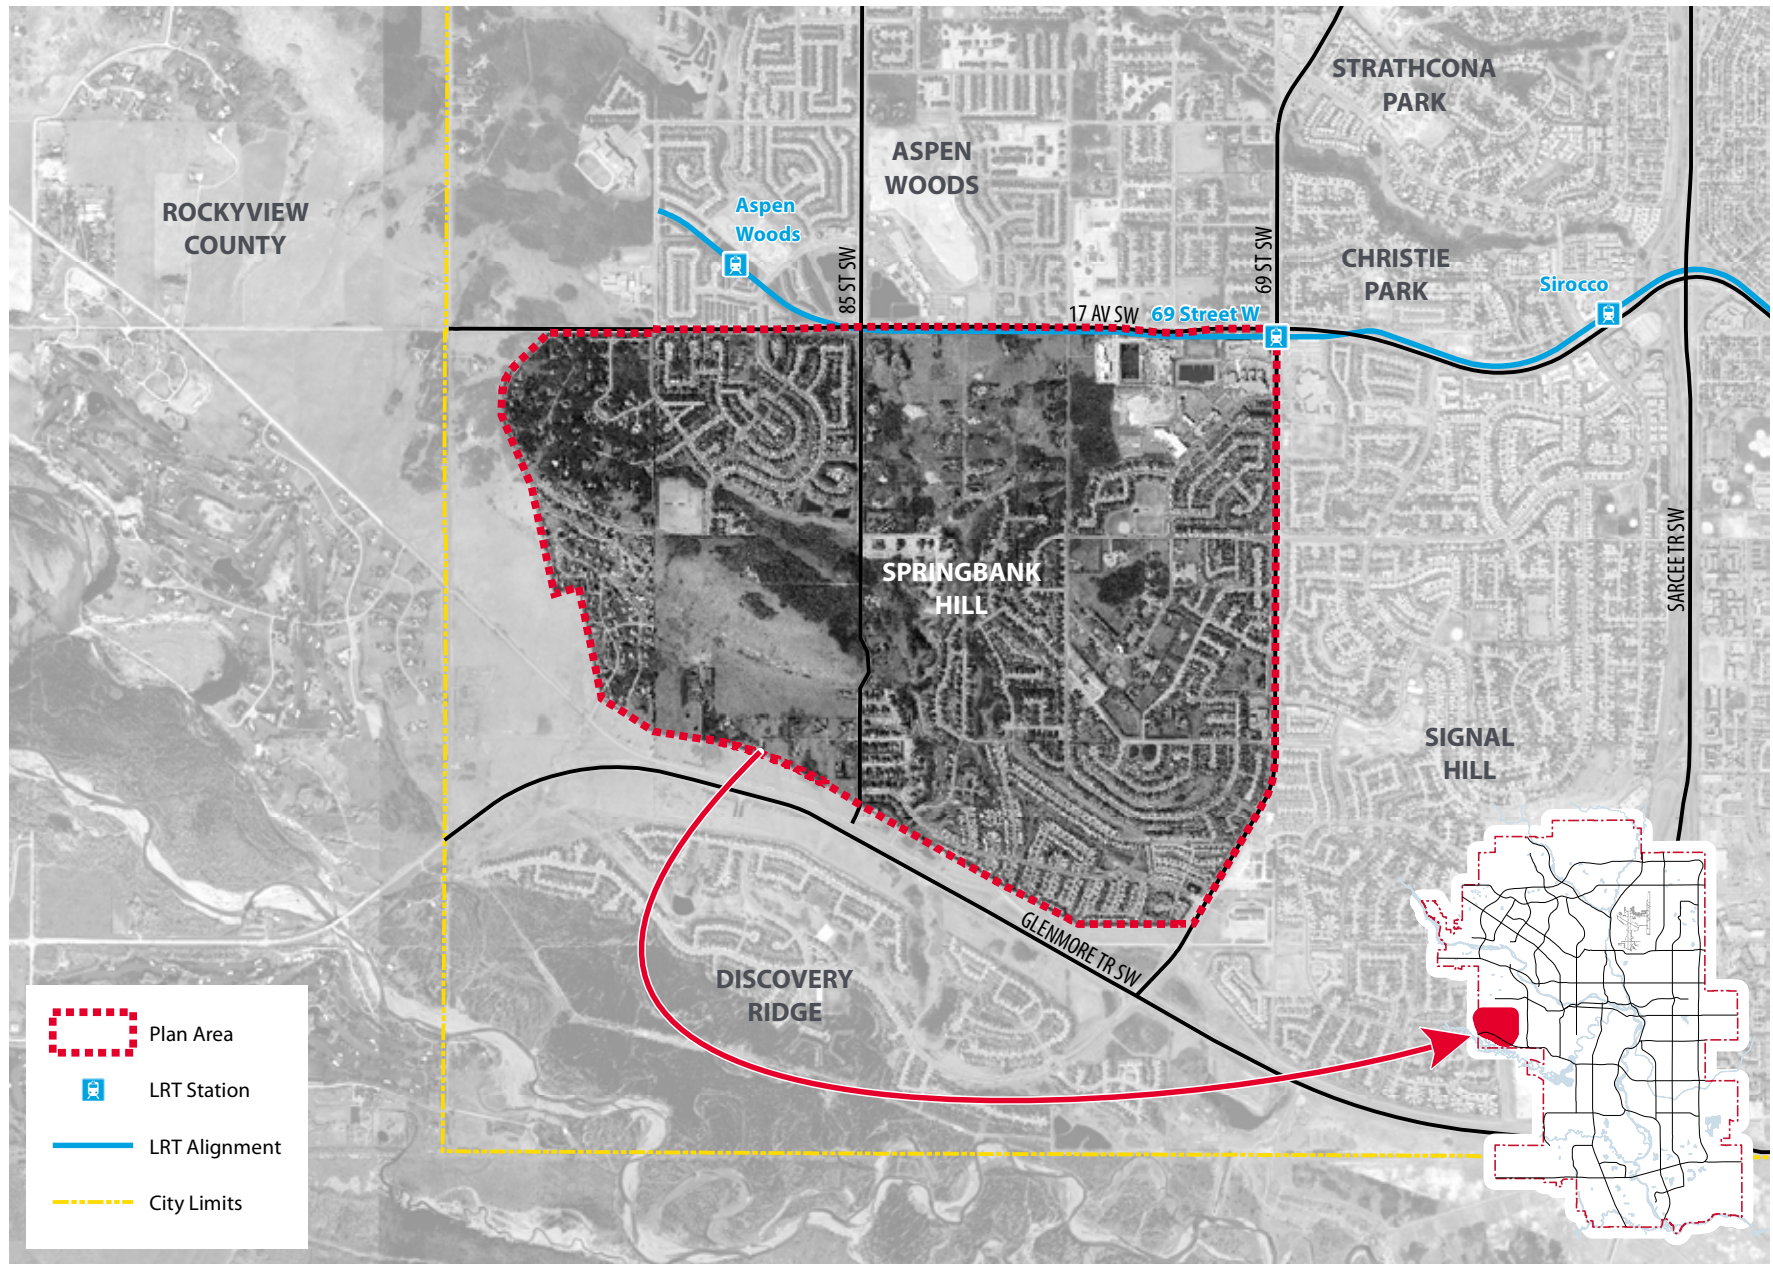 STRATHCONA
PARK
ASPEN
WOODS
ROCKYVIEW
COUNTY
Aspen
Woods
85 ST SW
69 ST SW
CHRISTIE
PARK
Sirocco
17 AV SW
69 Street W
SPRINGBANK
HILL
SARCEE TR SW
SIGNAL
HILL
GLENMORE TR SW
DISCOVERY
RIDGE
Plan Area
LRT Station
LRT Alignment
City Limits